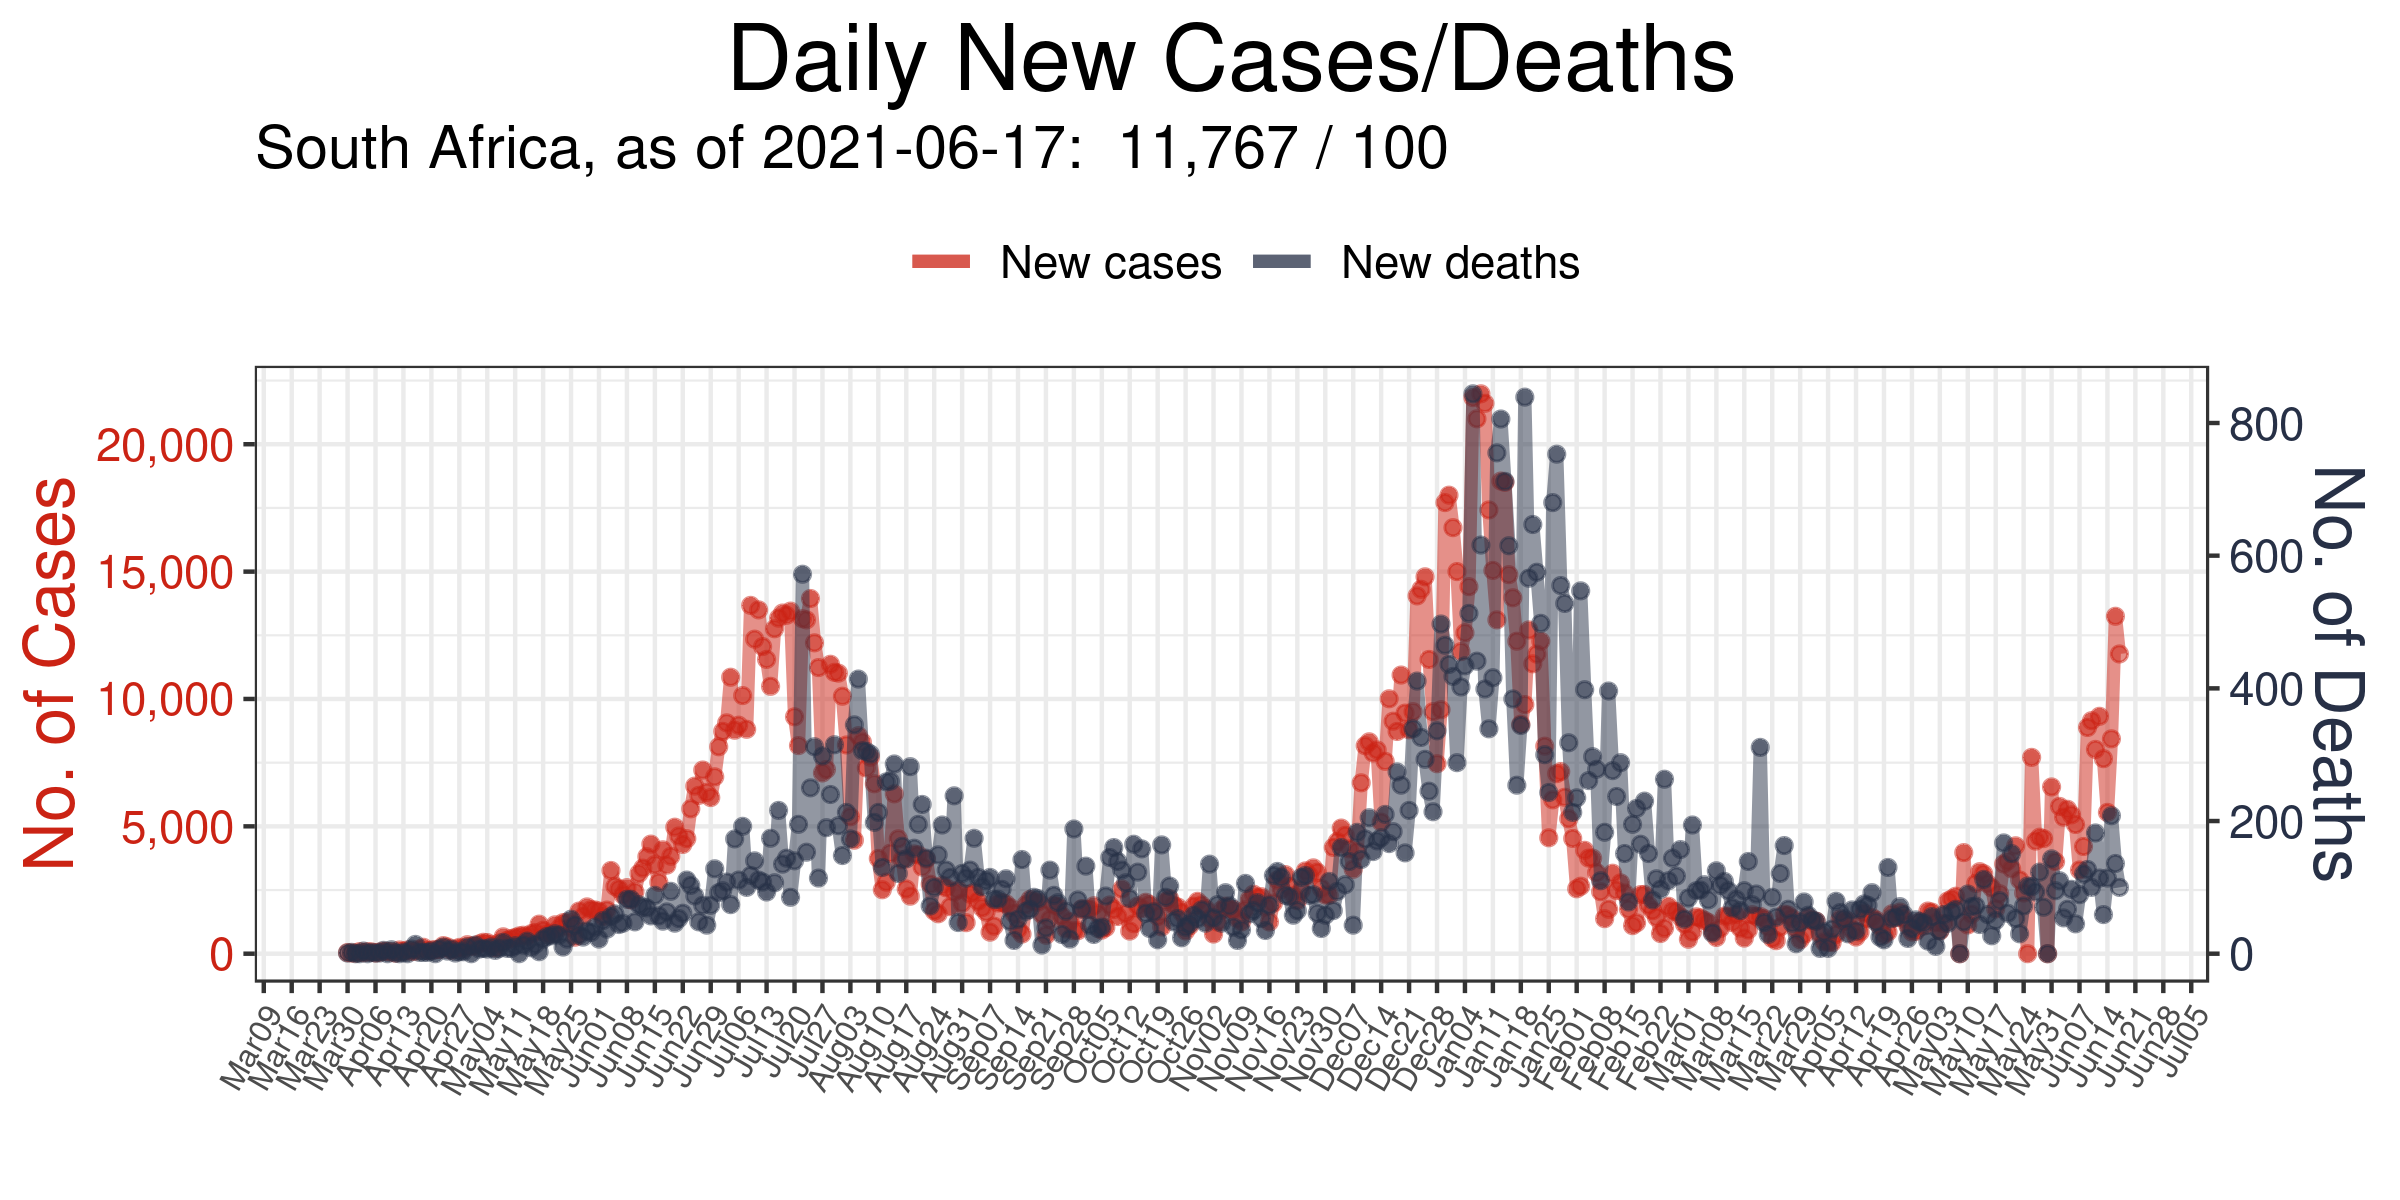 Daily New Cases/Deaths
South Africa, as of 2021-06-17:  11,767 / 100
New cases
New deaths
No. of Cases
20,000
15,000
10,000
5,000
0
800
600
400
200
0
No. of Deaths
Mar09
Mar16
Mar23
Mar30
Apr06
Apr13
Apr20
Apr27
May04
May11
May18
May25
Jun01
Jun08
Jun15
Jun22
Jun29
Jul06
Jul13
Jul20
Jul27
Aug03
Aug10
Aug17
Aug24
Aug31
Sep07
Sep14
Sep21
Sep28
Oct05
Oct12
Oct19
Oct26
Nov02
Nov09
Nov16
Nov23
Nov30
Dec07
Dec14
Dec21
Dec28
Jan04
Jan11
Jan18
Jan25
Feb01
Feb08
Feb15
Feb22
Mar01
Mar08
Mar15
Mar22
Mar29
Apr05
Apr12
Apr19
Apr26
May03
May10
May17
May24
May31
Jun07
Jun14
Jun21
Jun28
Jul05